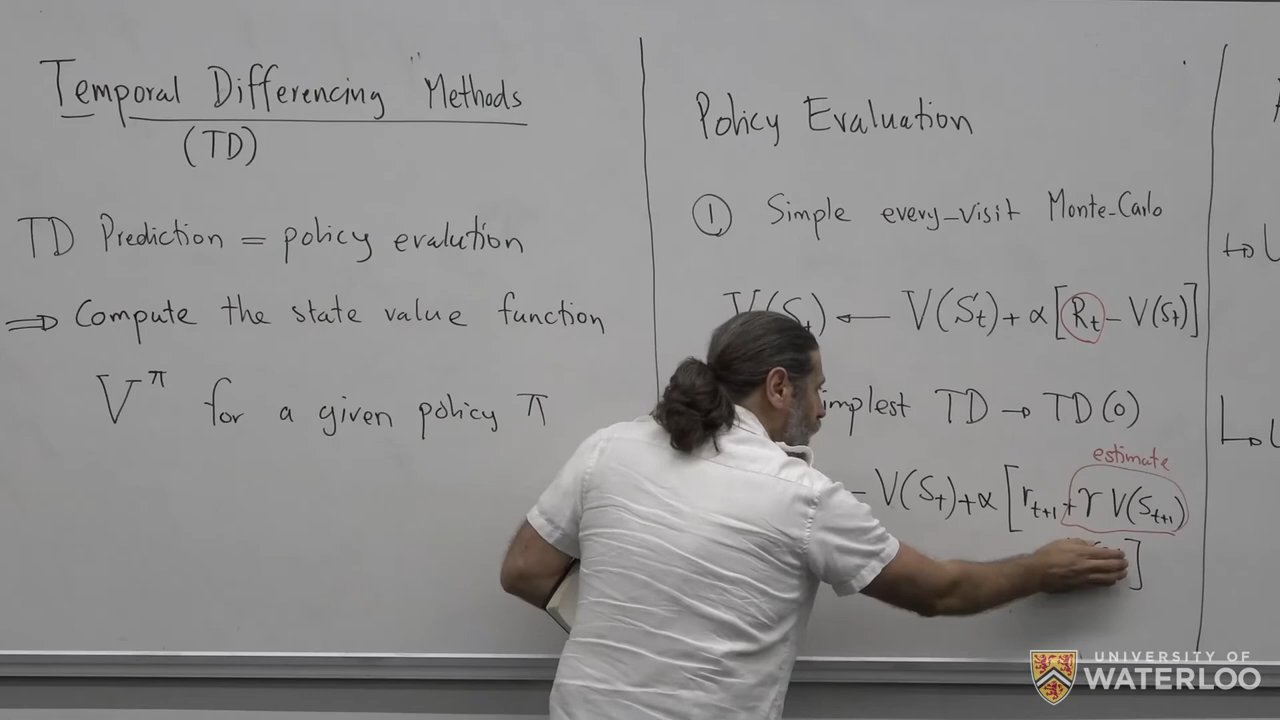 Temporal Differencing Methods
(TD)
TD Prediction = policy evalution
⇒ Compute the state value function
V^π for a given policy π
Policy Evaluation
① Simple every-visit Monte-Carlo
V(S_t) ← V(S_t) + α[R_t - V(S_t)]
TD → TD(0)
estimate
V(S_t) + α[r_{t+1} + γ V(S_{t+1})
]
UNIVERSITY OF
WATERLOO